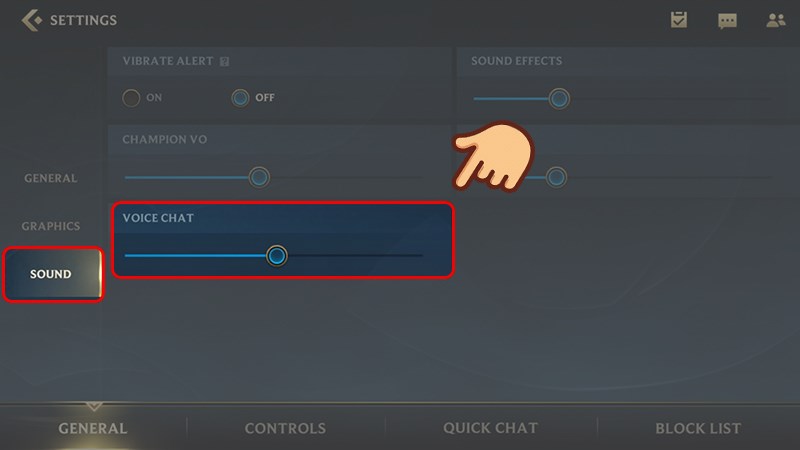 SETTINGS
VIBRATE ALERT ?
SOUND EFFECTS
ON
OFF
CHAMPION VO
GENERAL
VOICE CHAT
GRAPHICS
SOUND
GENERAL
CONTROLS
QUICK CHAT
BLOCK LIST